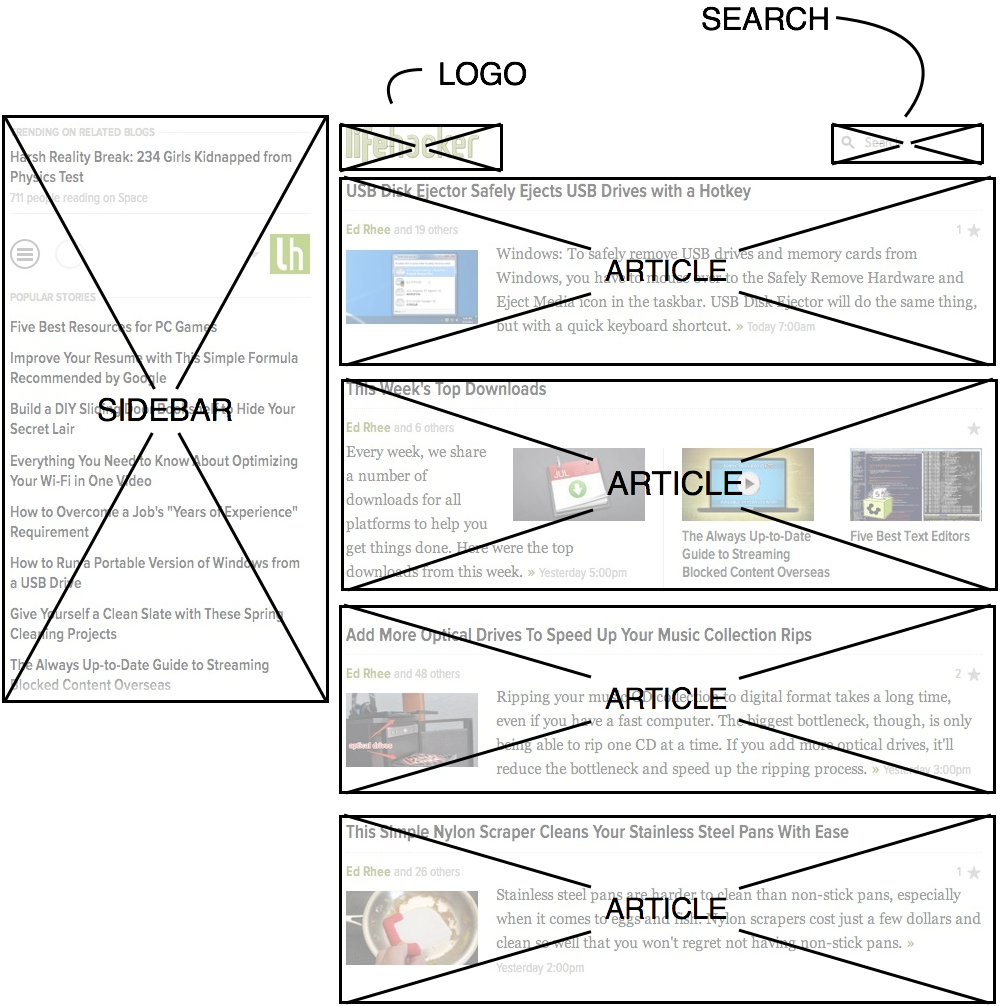 SEARCH
LOGO
TRENDING ON RELATED BLOGS
Harsh Reality Break: 234 Girls Kidnapped from
Physics Test
711 people reading on Space
lh
POPULAR STORIES
Five Best Resources for PC Games
Improve Your Resume with This Simple Formula
Recommended by Google
Build a DIY Sliding Door Bookshelf to Hide Your
Secret Lair
SIDEBAR
Everything You Need to Know About Optimizing
Your Wi-Fi in One Video
How to Overcome a Job's "Years of Experience"
Requirement
How to Run a Portable Version of Windows from
a USB Drive
Give Yourself a Clean Slate with These Spring
Cleaning Projects
The Always Up-to-Date Guide to Streaming
Blocked Content Overseas
lifehacker
USB Disk Ejector Safely Ejects USB Drives with a Hotkey
Ed Rhee and 19 others
1
Windows: To safely remove USB drives and memory cards from
Windows, you have to mouse over to the Safely Remove Hardware and
Eject Media icon in the taskbar. USB Disk Ejector will do the same thing,
but with a quick keyboard shortcut. » Today 7:00am
ARTICLE
This Week's Top Downloads
Ed Rhee and 6 others
Every week, we share
a number of
downloads for all
platforms to help you
get things done. Here were the top
downloads from this week. » Yesterday 5:00pm
JUL
ARTICLE
The Always Up-to-Date
Guide to Streaming
Blocked Content Overseas
Five Best Text Editors
Add More Optical Drives To Speed Up Your Music Collection Rips
Ed Rhee and 48 others
2
optical drives
Ripping your music CD collection to digital format takes a long time,
even if you have a fast computer. The biggest bottleneck, though, is only
being able to rip one CD at a time. If you add more optical drives, it'll
reduce the bottleneck and speed up the ripping process. » Yesterday 3:00pm
ARTICLE
This Simple Nylon Scraper Cleans Your Stainless Steel Pans With Ease
Ed Rhee and 26 others
1
Stainless steel pans are harder to clean than non-stick pans, especially
when it comes to eggs and fish. Nylon scrapers cost just a few dollars and
clean so well that you won't regret not having non-stick pans. »
Yesterday 2:00pm
ARTICLE